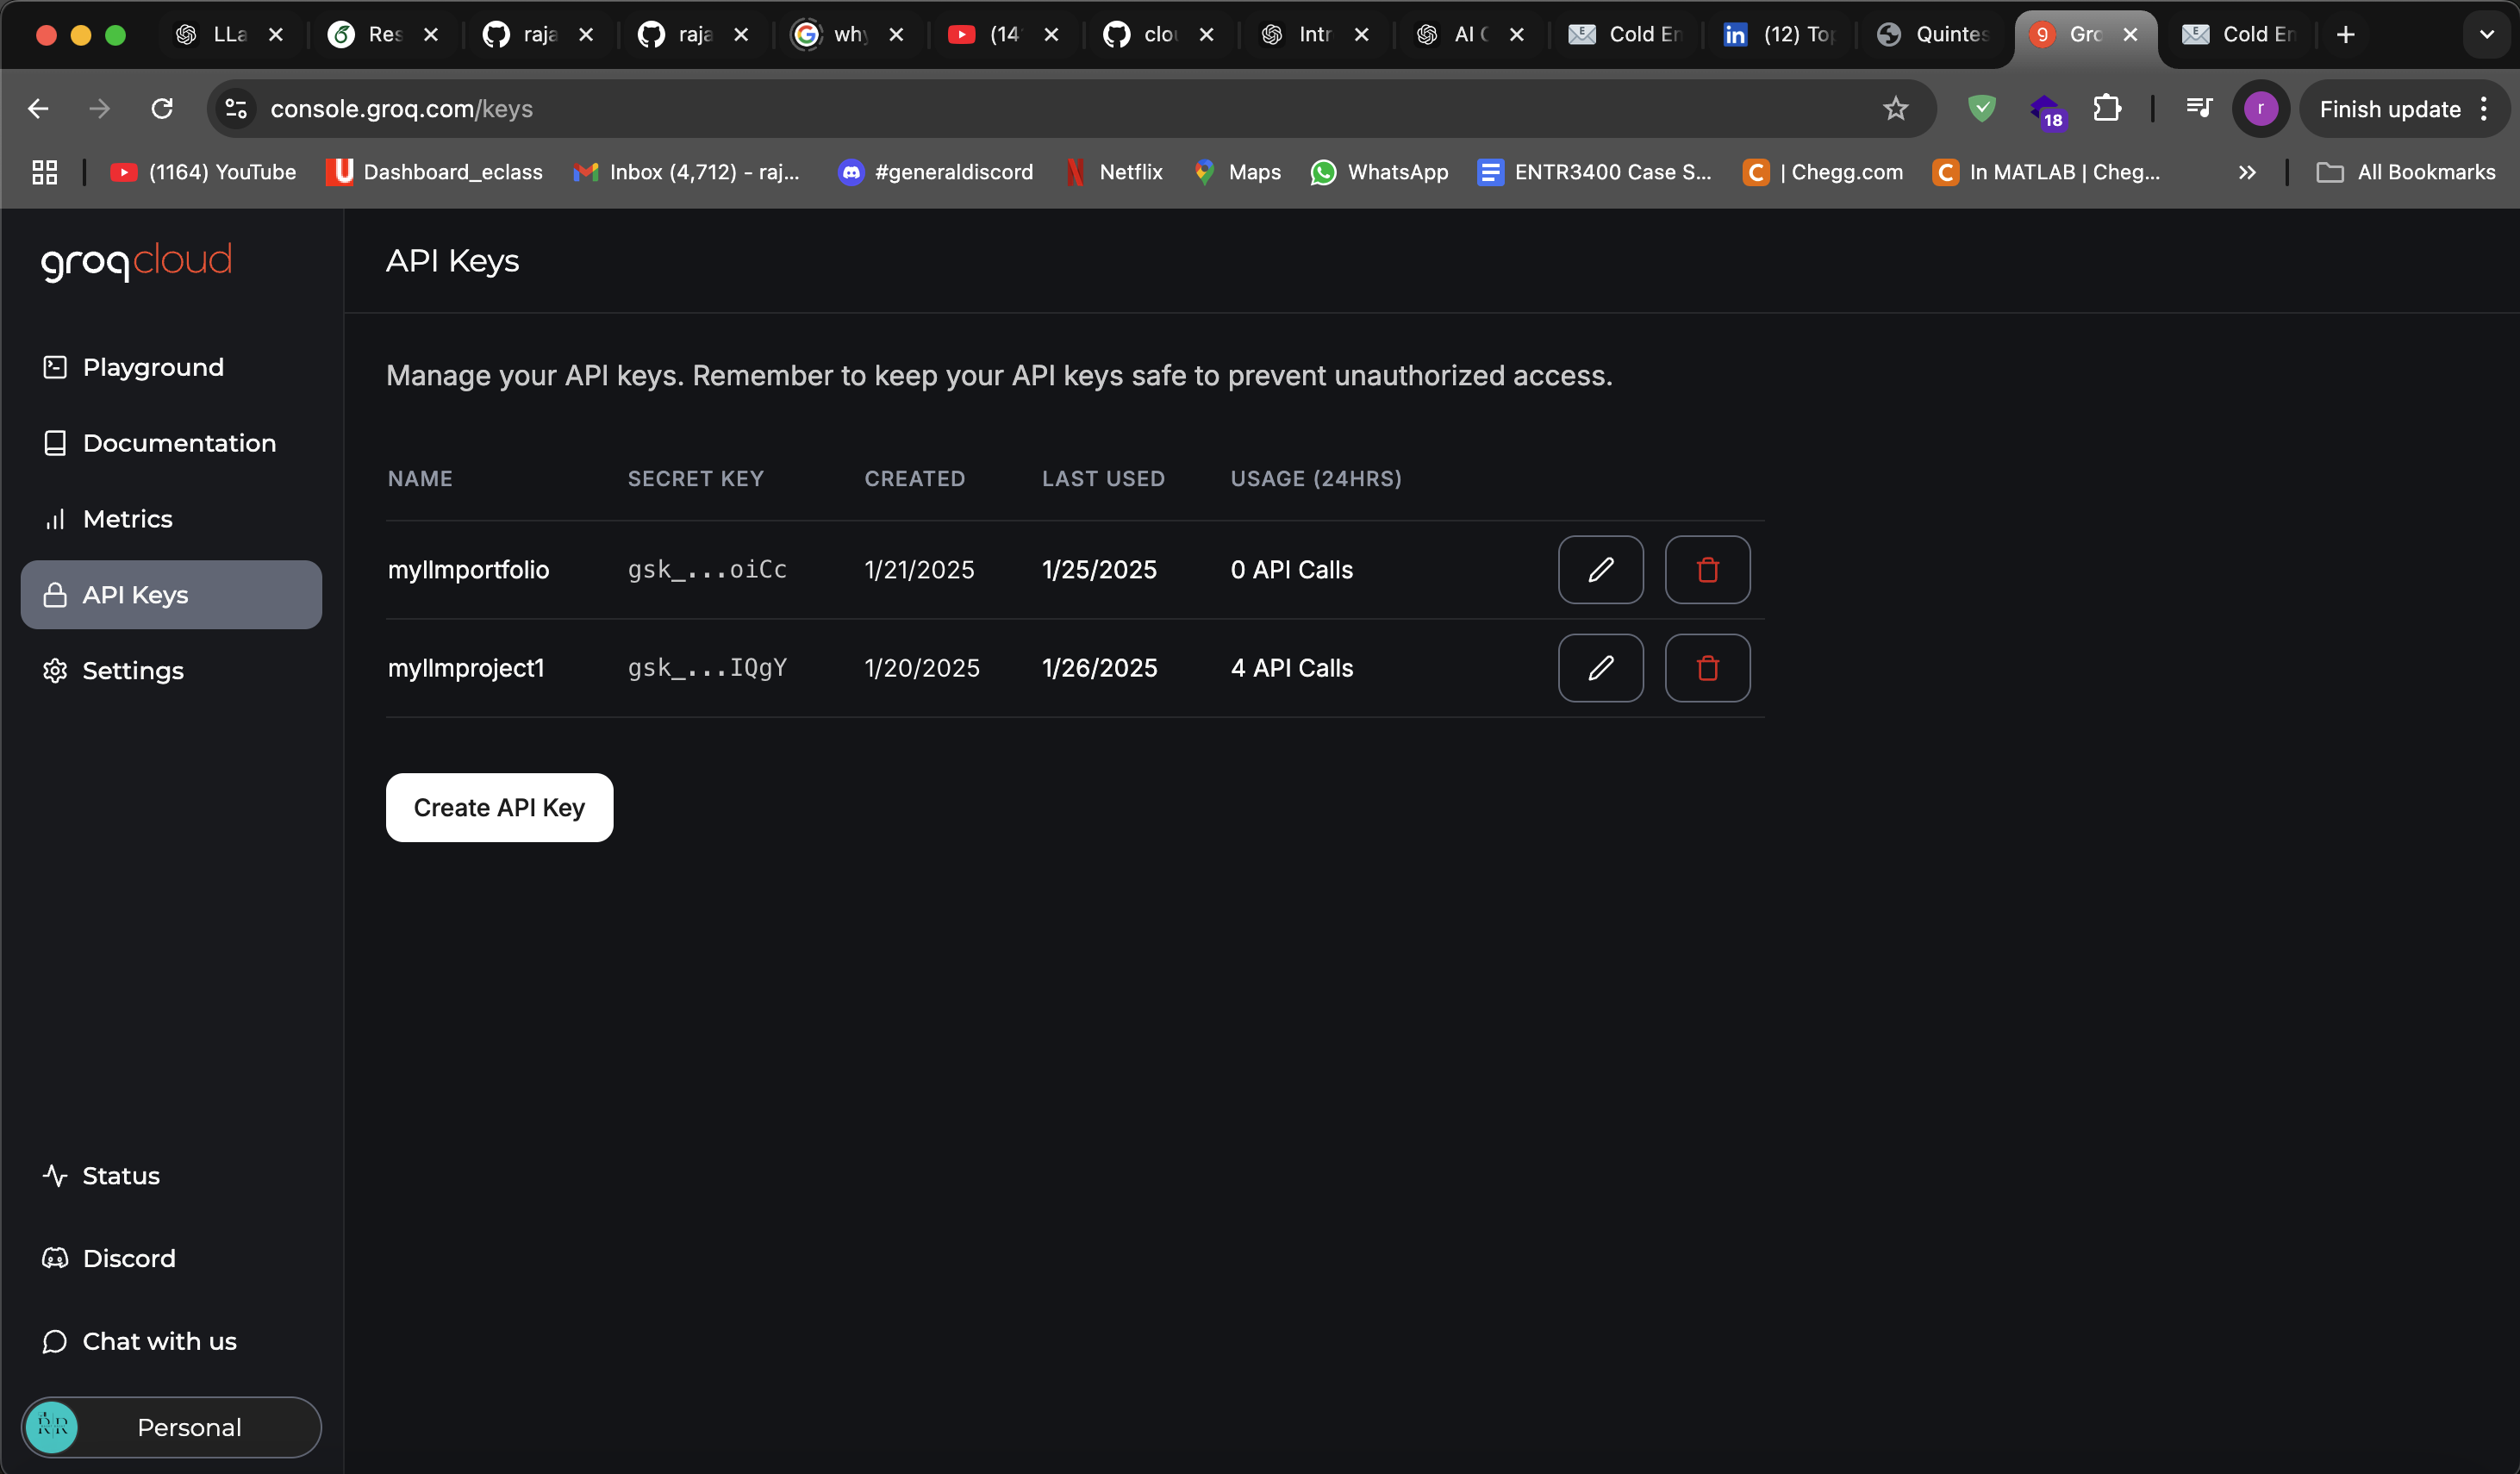 LLa
Res
raja
raja
why
(14
clou
Intr
AI
Cold Em
in (12) Top
Quintes
Gro
Cold Em
console.groq.com/keys
18
r
Finish update
(1164) YouTube
Dashboard_eclass
Inbox (4,712) - raj...
#generaldiscord
Netflix
Maps
WhatsApp
ENTR3400 Case S...
| Chegg.com
In MATLAB | Cheg...
All Bookmarks
groqcloud
Playground
Documentation
Metrics
API Keys
Settings
Status
Discord
Chat with us
Personal
API Keys
Manage your API keys. Remember to keep your API keys safe to prevent unauthorized access.
NAME SECRET KEY CREATED LAST USED USAGE (24HRS)
myllmportfolio gsk_...oiCc 1/21/2025 1/25/2025 0 API Calls
myllmproject1 gsk_...IQgY 1/20/2025 1/26/2025 4 API Calls
Create API Key